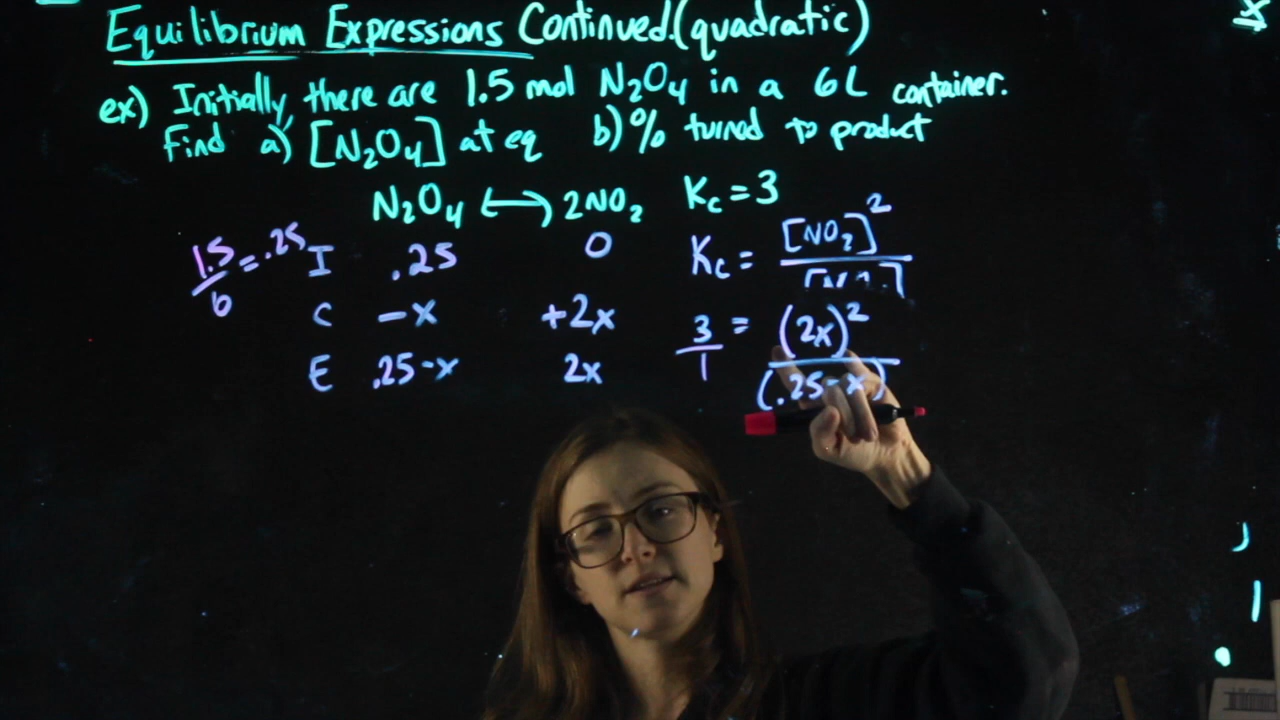 Equilibrium Expressions Continued (quadratic)
ex) Initially, there are 1.5 mol N₂O₄ in a 6L container.
Find a) [N₂O₄] at eq b) % turned to product
N₂O₄ ↔ 2NO₂ Kc = 3
1.5/6 = .25 I .25 0 Kc = [NO₂]²
C -x +2x 3/1 = (2x)²/(.25-x)
E .25-x 2x